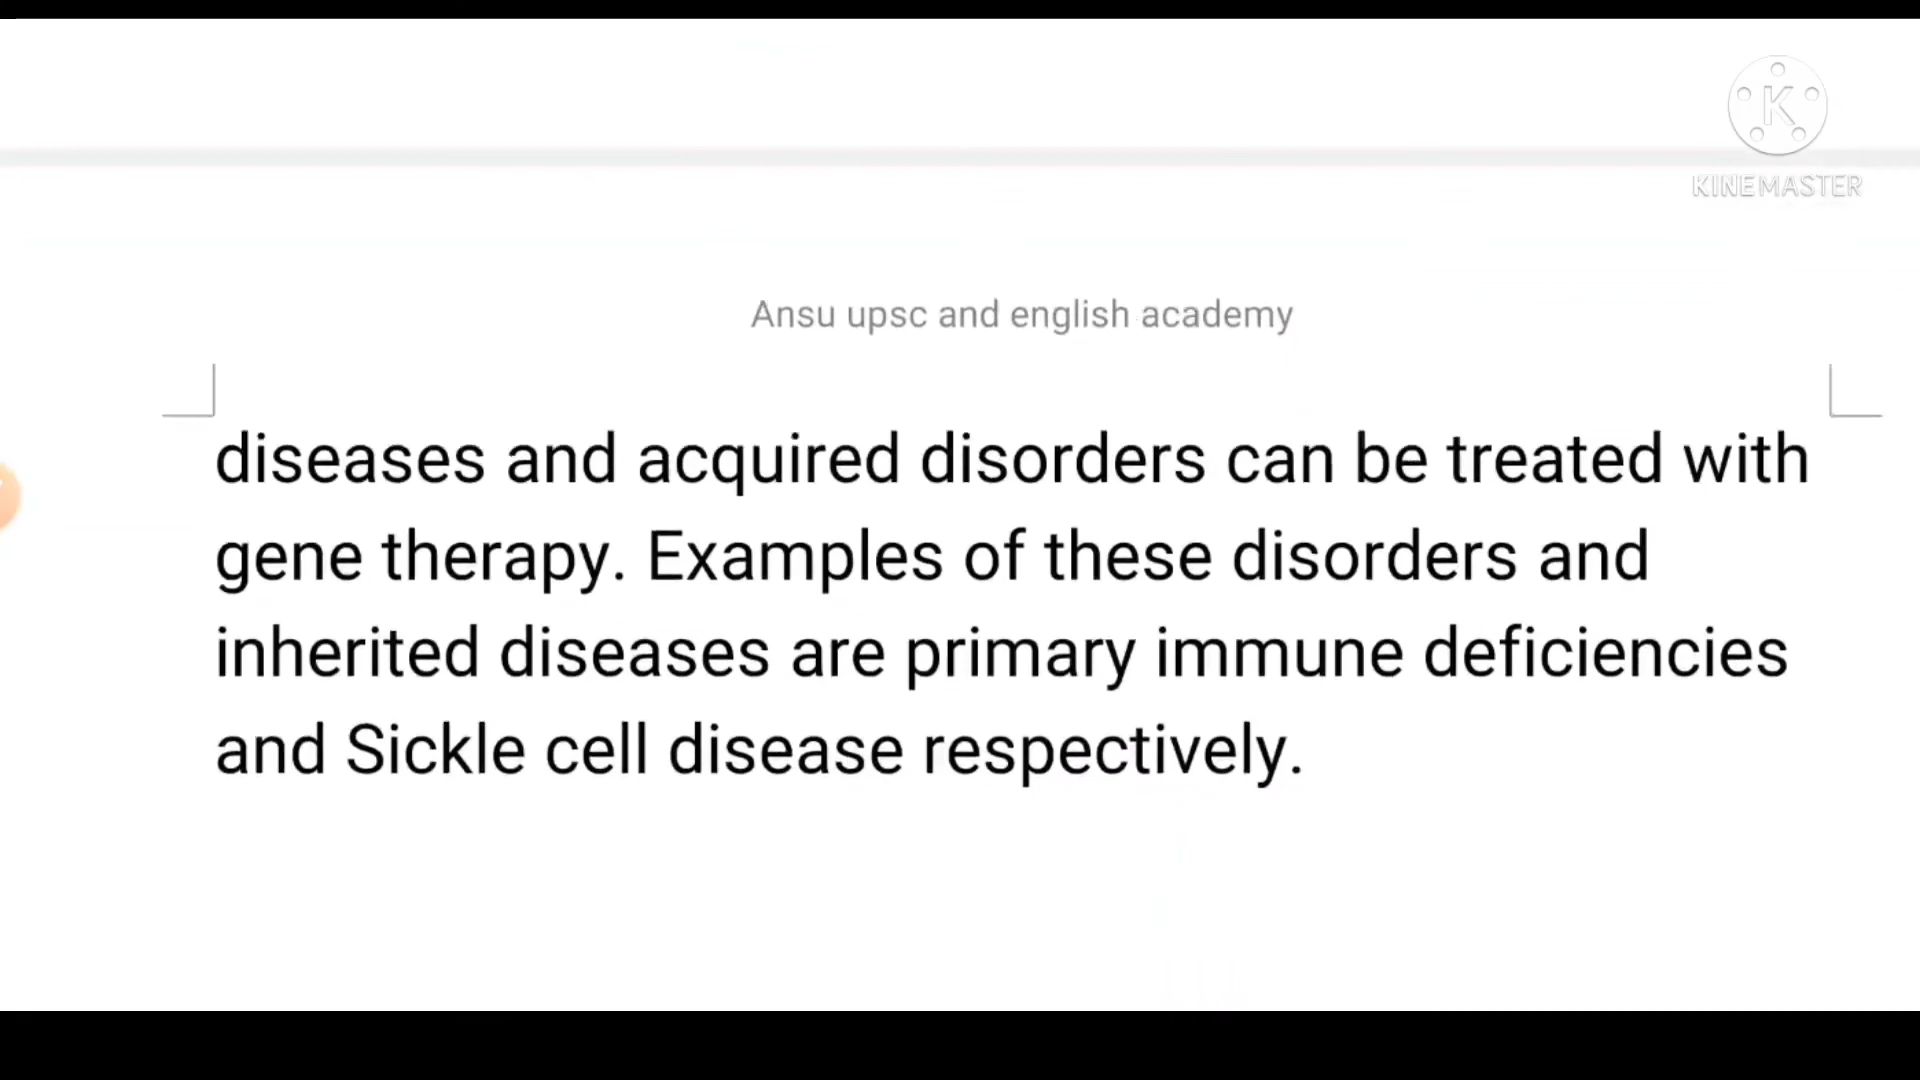 K
KINEMASTER
Ansu upsc and english academy
diseases and acquired disorders can be treated with
gene therapy. Examples of these disorders and
inherited diseases are primary immune deficiencies
and Sickle cell disease respectively.